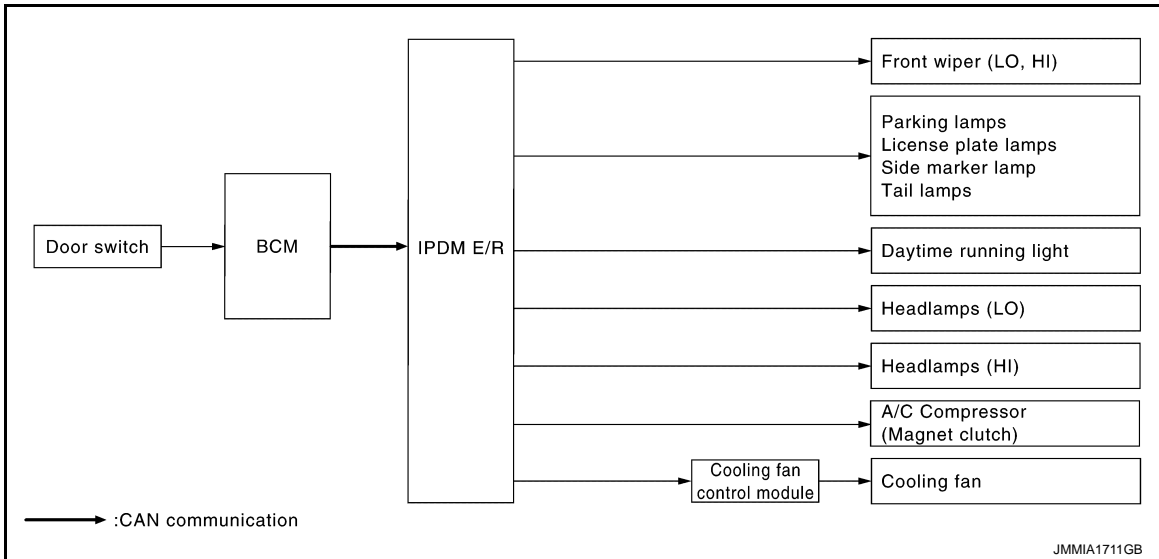 Front wiper (LO, HI)
Parking lamps
License plate lamps
Side marker lamp
Tail lamps
Door switch
BCM
IPDM E/R
Daytime running light
Headlamps (LO)
Headlamps (HI)
A/C Compressor
(Magnet clutch)
Cooling fan
control module
Cooling fan
:CAN communication
JMMIA1711GB